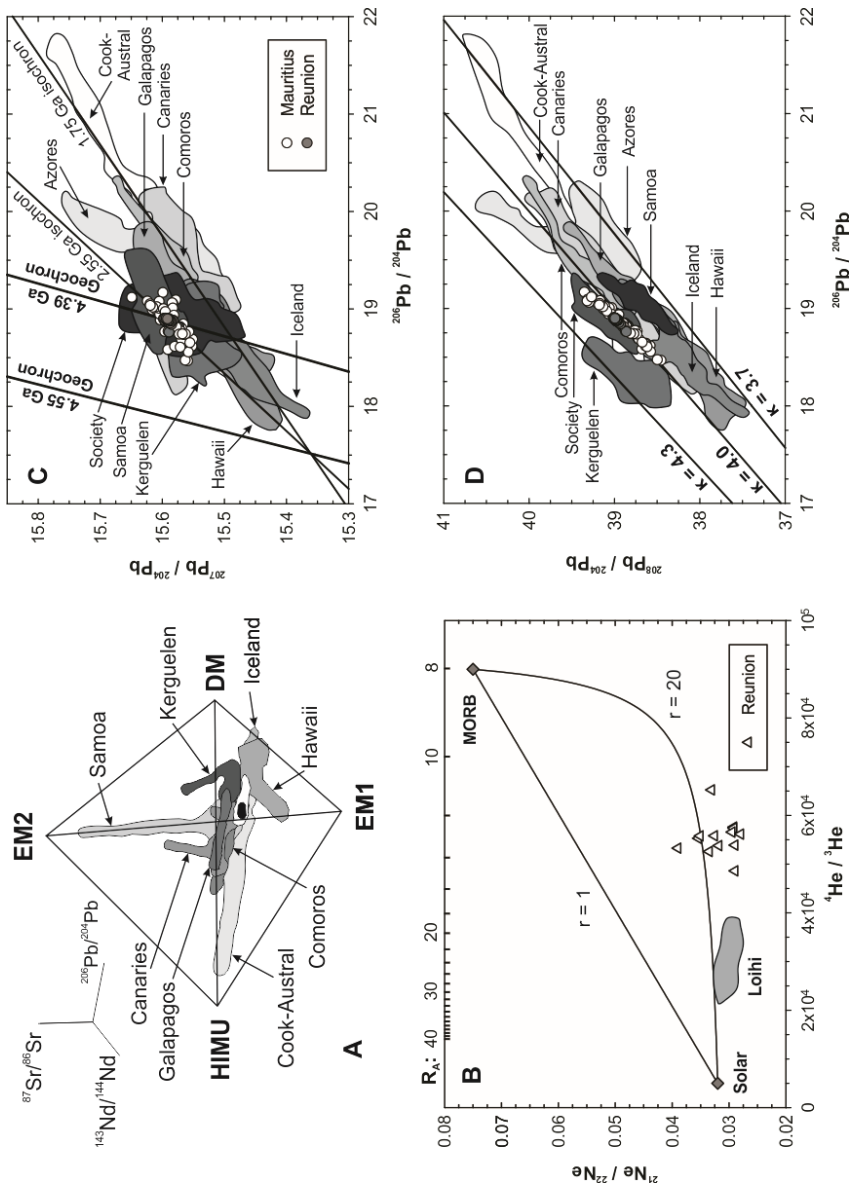 A
⁸⁷Sr/⁸⁶Sr
²⁰⁶Pb/²⁰⁴Pb
¹⁴³Nd/¹⁴⁴Nd
EM2
Samoa
Kerguelen
DM
Iceland
Hawaii
EM1
Comoros
Cook-Austral
HIMU
Galapagos
Canaries
B
R_A:
40
30
20
10
8
MORB
r = 1
r = 20
Solar
Loihi
Reunion
²¹Ne / ²²Ne
0.08
0.07
0.06
0.05
0.04
0.03
0.02
0
2x10⁴
4x10⁴
6x10⁴
8x10⁴
10⁵
⁴He / ³He
C
4.55 Ga
Geochron
4.39 Ga
Geochron
2.55 Ga isochron
1.75 Ga isochron
Azores
Cook-
Austral
Galapagos
Canaries
Comoros
Society
Samoa
Kerguelen
Hawaii
Iceland
Mauritius
Reunion
²⁰⁷Pb / ²⁰⁴Pb
15.8
15.7
15.6
15.5
15.4
15.3
17
18
19
20
21
22
²⁰⁶Pb / ²⁰⁴Pb
D
Cook-Austral
Canaries
Galapagos
Azores
Samoa
Iceland
Hawaii
Society
Comoros
Kerguelen
κ = 4.3
κ = 4.0
κ = 3.7
²⁰⁸Pb / ²⁰⁴Pb
41
40
39
38
37
17
18
19
20
21
22
²⁰⁶Pb / ²⁰⁴Pb